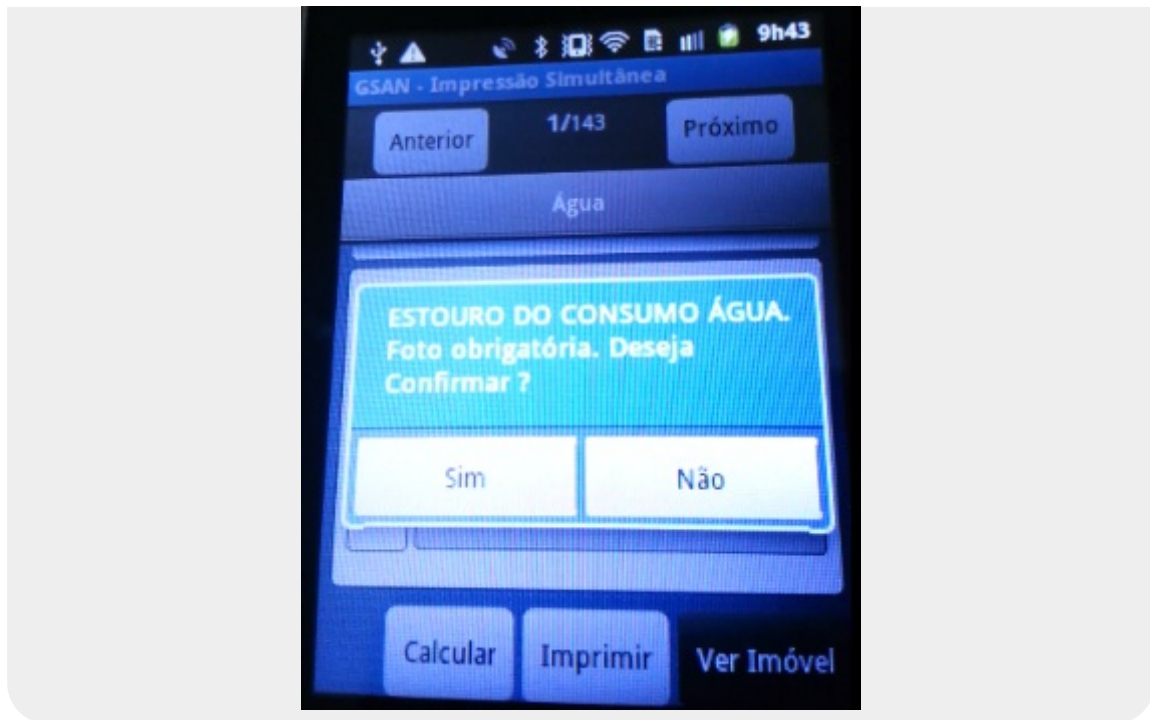 9h43
GSAN - Impressão Simultânea
Anterior 1/143 Próximo
Água
ESTOURO DO CONSUMO ÁGUA.
Foto obrigatória. Deseja
Confirmar ?
Sim Não
Calcular Imprimir Ver Imóvel